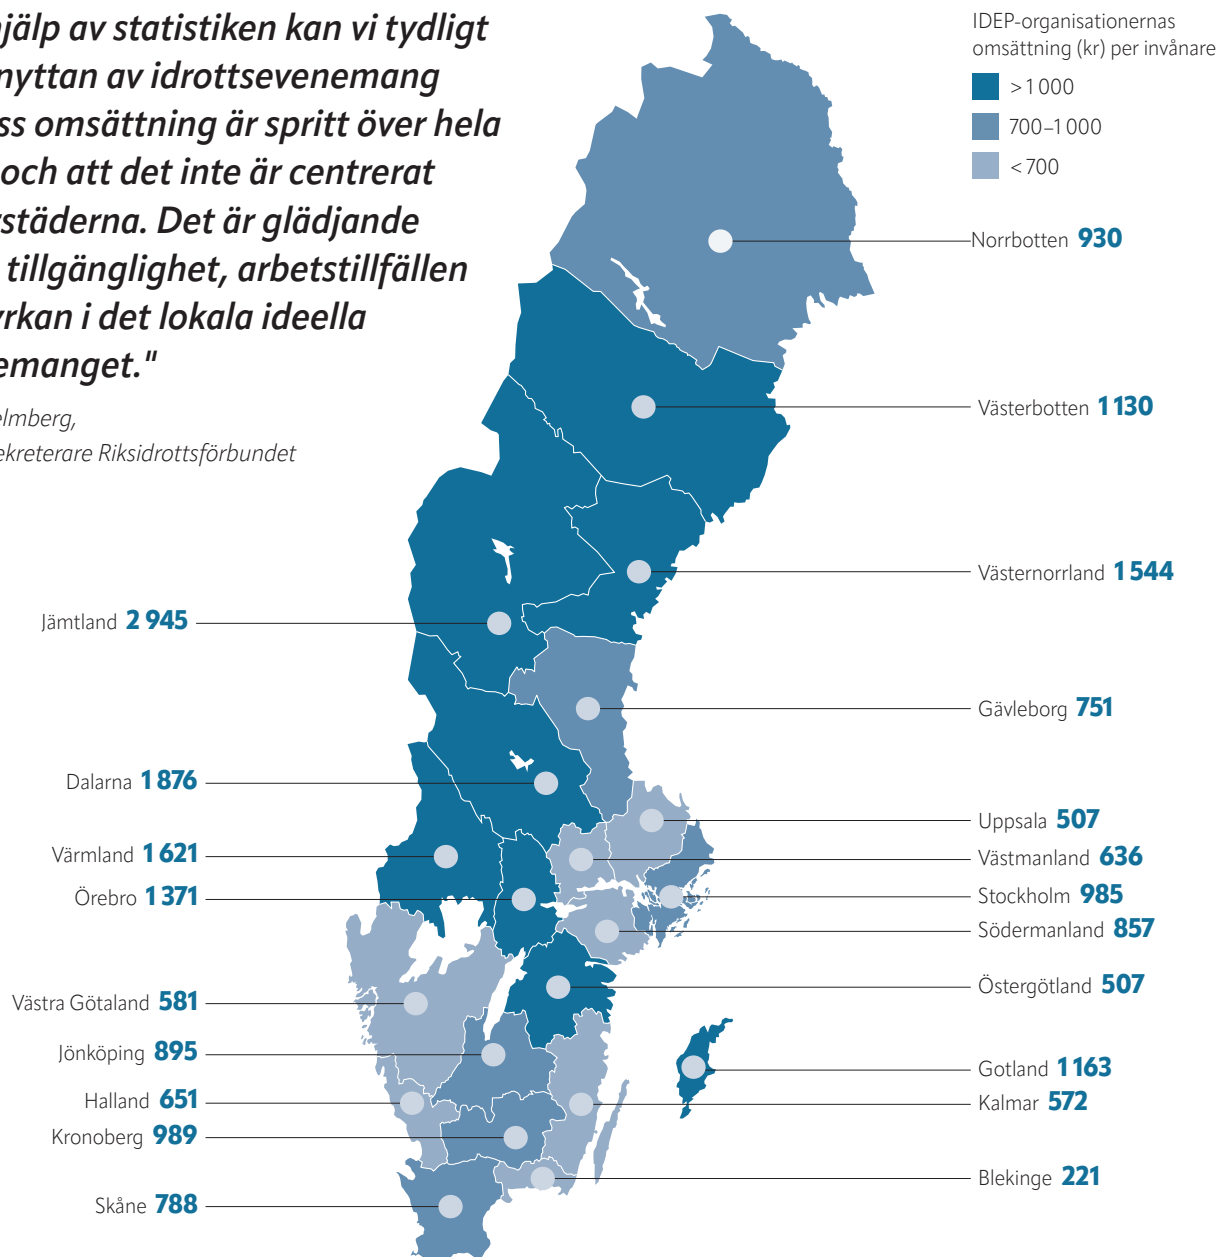 jälp av statistiken kan vi tydligt
nyttan av idrottsevenemang
ss omsättning är spritt över hela
och att det inte är centrerat
rstäderna. Det är glädjande
tillgänglighet, arbetstillfällen
yrkan i det lokala ideella
emanget."
elmberg,
ekreterare Riksidrottsförbundet
IDEP-organisationernas
omsättning (kr) per invånare
>1 000
700–1 000
<700
Norrbotten 930
Västerbotten 1 130
Västernorrland 1 544
Jämtland 2 945
Gävleborg 751
Dalarna 1 876
Uppsala 507
Värmland 1 621
Västmanland 636
Örebro 1 371
Stockholm 985
Södermanland 857
Östergötland 507
Västra Götaland 581
Jönköping 895
Gotland 1 163
Halland 651
Kalmar 572
Kronoberg 989
Blekinge 221
Skåne 788